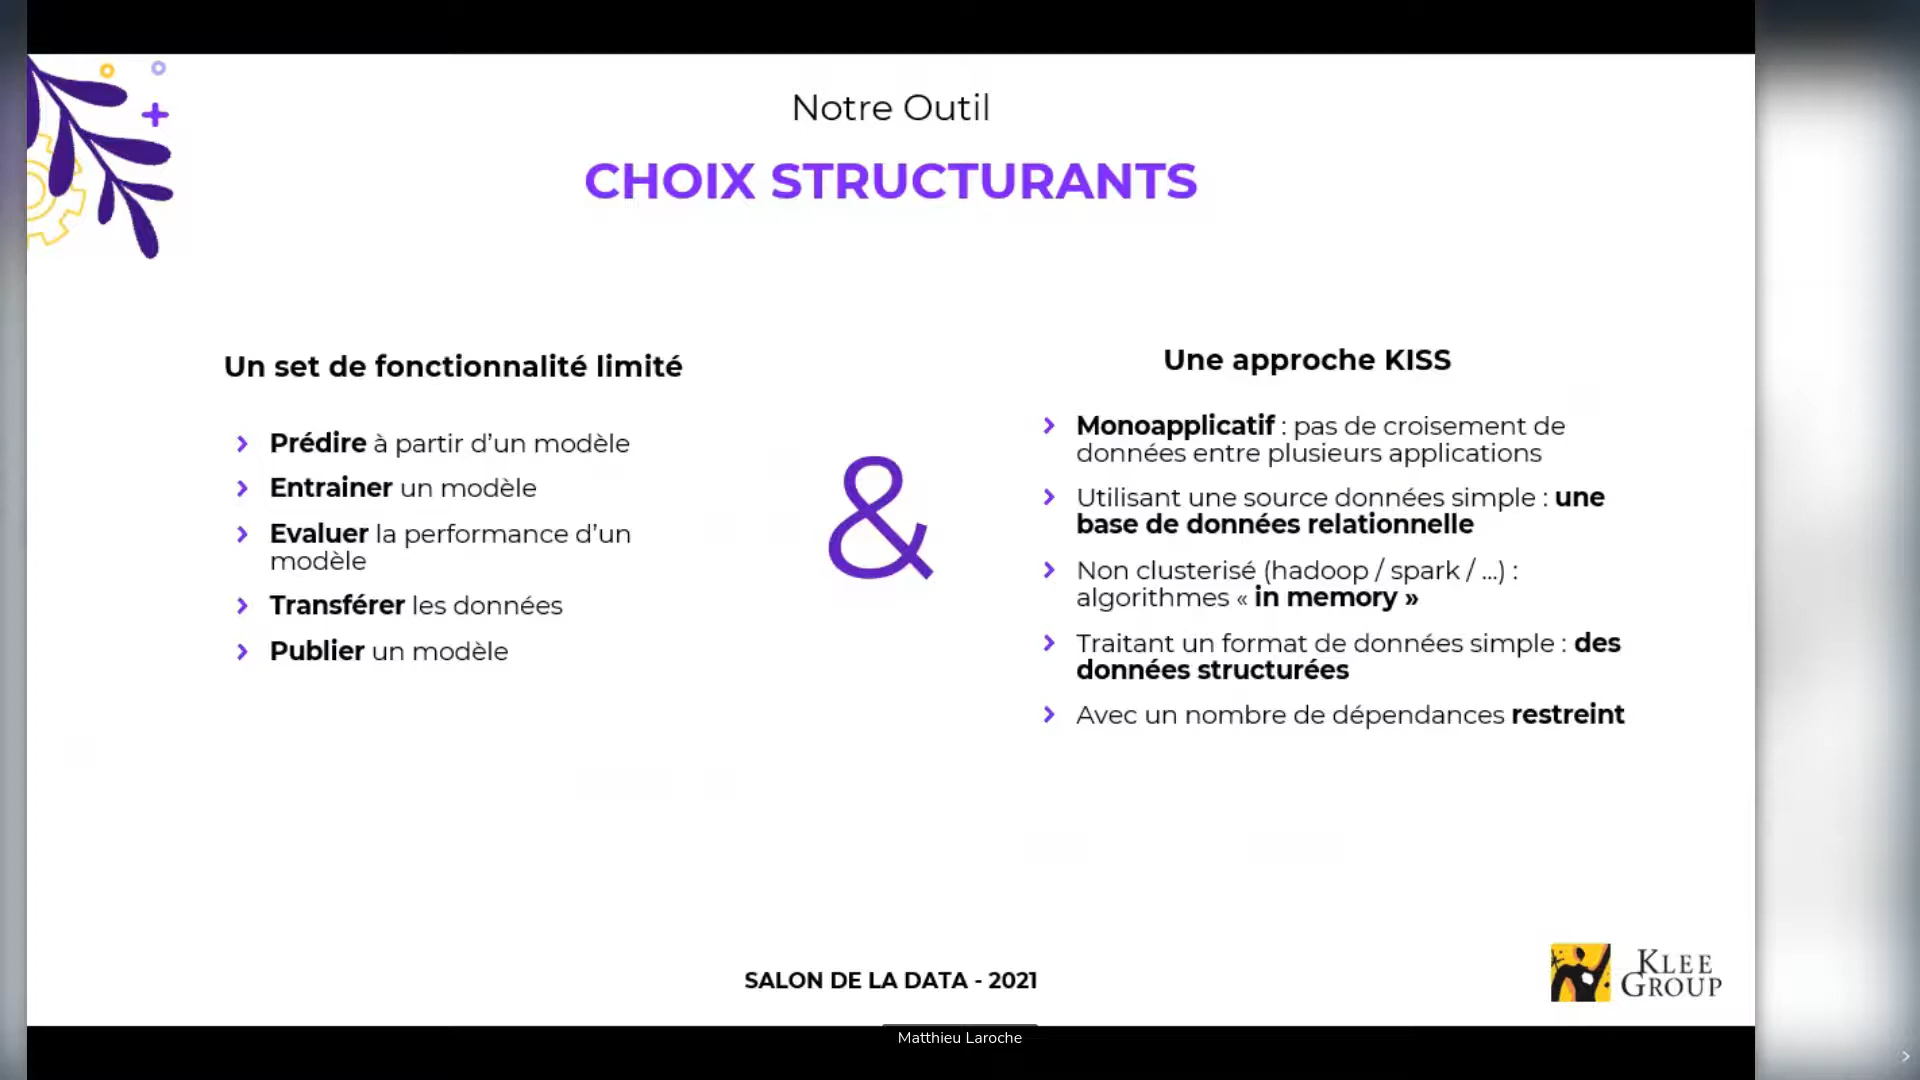 Notre Outil
CHOIX STRUCTURANTS
Un set de fonctionnalité limité
Prédire à partir d’un modèle
Entrainer un modèle
Evaluer la performance d’un
modèle
Transférer les données
Publier un modèle
&
Une approche KISS
Monoapplicatif : pas de croisement de
données entre plusieurs applications
Utilisant une source données simple : une
base de données relationnelle
Non clusterisé (hadoop / spark / ...) :
algorithmes « in memory »
Traitant un format de données simple : des
données structurées
Avec un nombre de dépendances restreint
SALON DE LA DATA - 2021
KLEE
GROUP
Matthieu Laroche